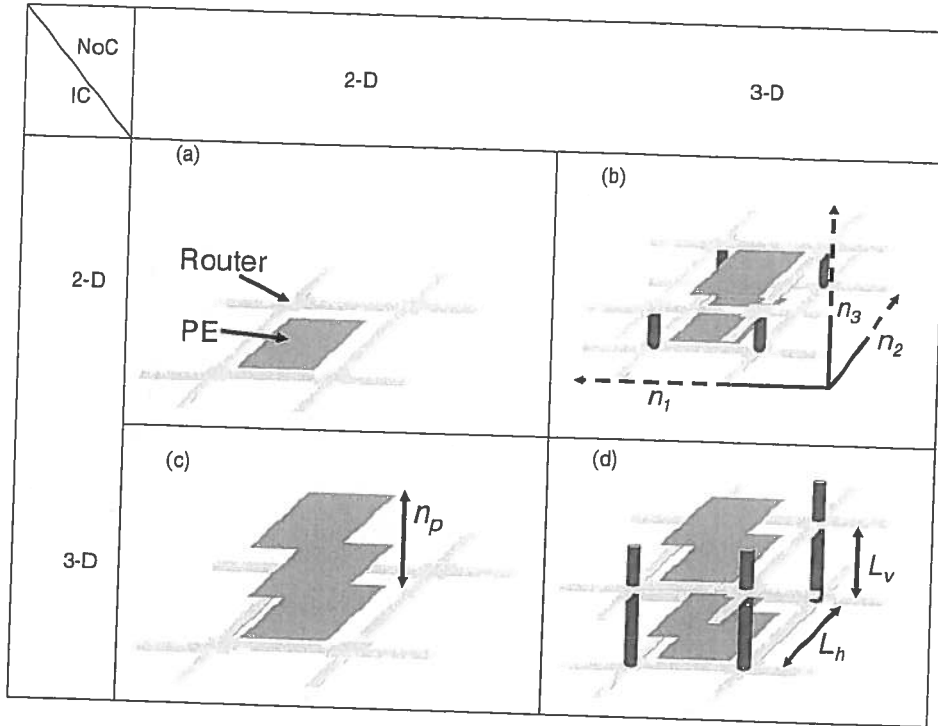 NoC
IC
2-D
3-D
2-D
(a)
Router
PE
(b)
n3
n2
n1
3-D
(c)
np
(d)
Lv
Lh